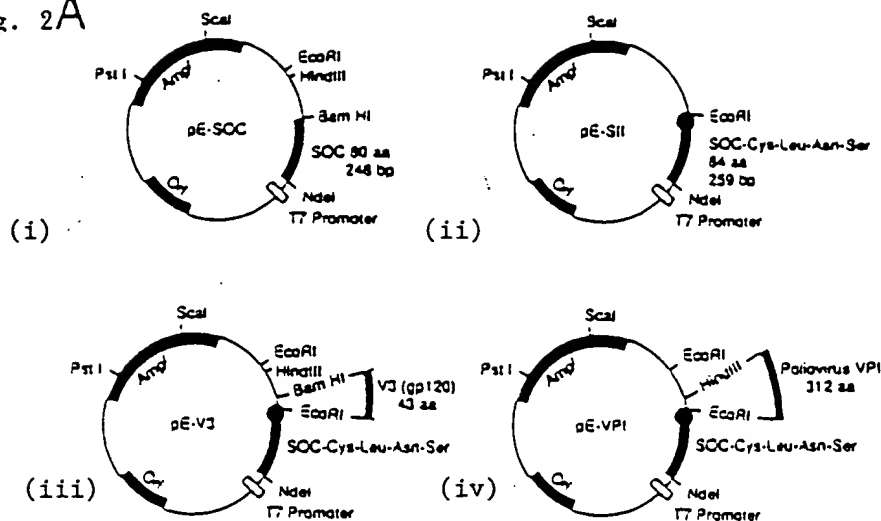 Fig. 2A
ScaI
EcoRI
HindIII
Pst I
Amp
Bam HI
pE-SOC
SOC 80 aa
248 bp
Ori
NdeI
T7 Promoter
(i)
ScaI
Pst I
Amp
EcoRI
pE-SII
SOC-Cys-Leu-Asn-Ser
84 aa
259 bp
Ori
NdeI
T7 Promoter
(ii)
ScaI
EcoRI
HindIII
Pst I
Amp
Bam HI
V3 (gp120)
43 aa
EcoRI
pE-V3
SOC-Cys-Leu-Asn-Ser
Ori
NdeI
T7 Promoter
(iii)
ScaI
EcoRI
Pst I
Amp
HindIII
Poliovirus VP1
312 aa
EcoRI
pE-VP1
SOC-Cys-Leu-Asn-Ser
Ori
NdeI
T7 Promoter
(iv)